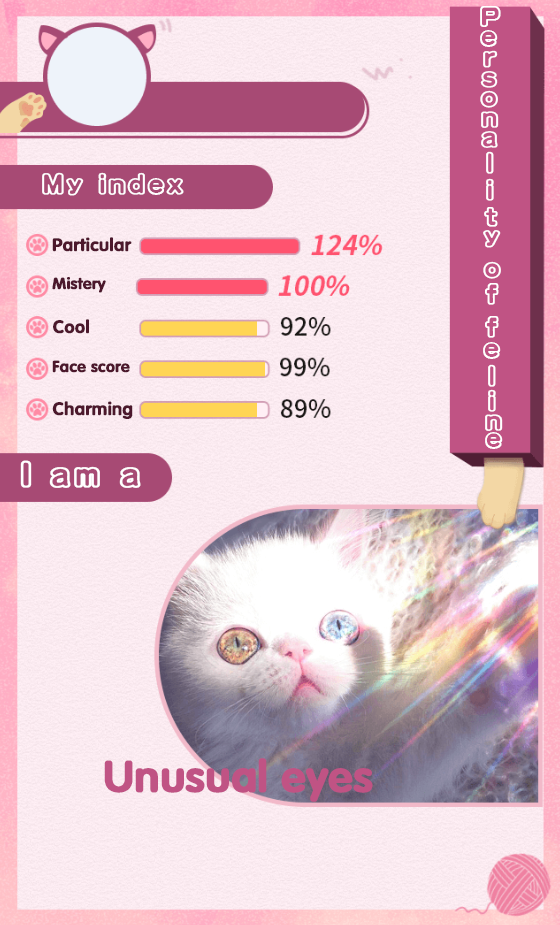 Personality of feline
My index
Particular 124%
Mistery 100%
Cool 92%
Face score 99%
Charming 89%
I am a
Unusual eyes